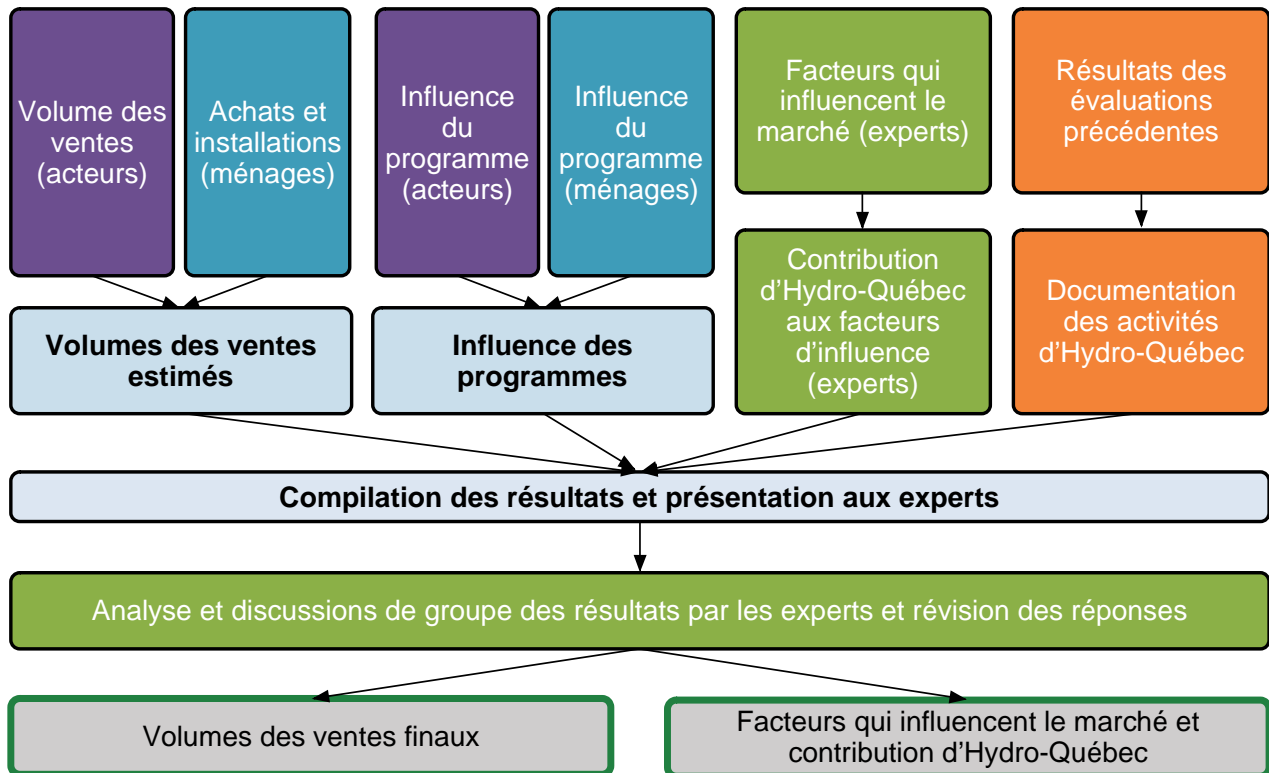 Volume des
ventes
(acteurs)
Achats et
installations
(ménages)
Influence
du
programme
(acteurs)
Influence
du
programme
(ménages)
Facteurs qui
influencent le
marché (experts)
Résultats des
évaluations
précédentes
Volumes des ventes
estimés
Influence des
programmes
Contribution
d’Hydro-Québec
aux facteurs
d’influence
(experts)
Documentation
des activités
d’Hydro-Québec
Compilation des résultats et présentation aux experts
Analyse et discussions de groupe des résultats par les experts et révision des réponses
Volumes des ventes finaux
Facteurs qui influencent le marché et
contribution d’Hydro-Québec